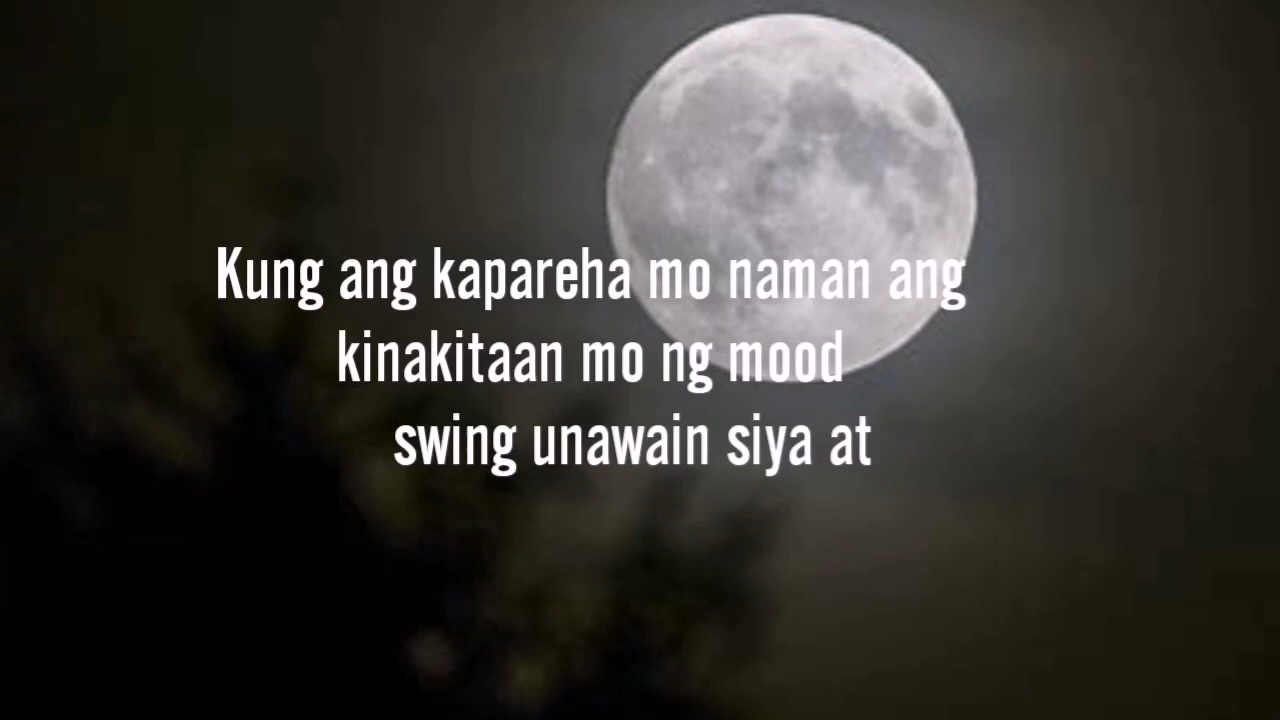 Kung ang kapareha mo naman ang
kinakitaan mo ng mood
swing unawain siya at